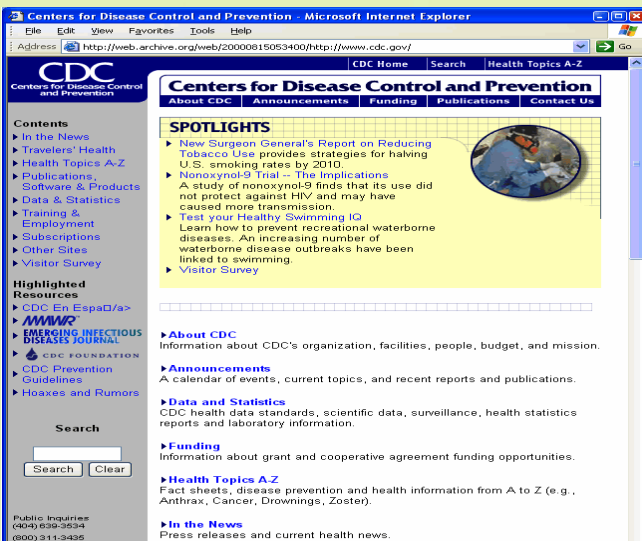 Centers for Disease Control and Prevention - Microsoft Internet Explorer
File Edit View Favorites Tools Help
Address http://web.archive.org/web/20000815053400/http://www.cdc.gov/ Go
CDC
Centers for Disease Control
and Prevention
CDC Home Search Health Topics A-Z
Centers for Disease Control and Prevention
About CDC Announcements Funding Publications Contact Us
Contents
In the News
Travelers' Health
Health Topics A-Z
Publications,
Software & Products
Data & Statistics
Training &
Employment
Subscriptions
Other Sites
Visitor Survey
Highlighted
Resources
CDC En Espa□/a>
MMWR
EMERGING INFECTIOUS
DISEASES JOURNAL
CDC FOUNDATION
CDC Prevention
Guidelines
Hoaxes and Rumors
Search
Search Clear
Public Inquiries
(404) 639-3534
(800) 311-3435
SPOTLIGHTS
New Surgeon General's Report on Reducing
Tobacco Use provides strategies for halving
U.S. smoking rates by 2010.
Nonoxynol-9 Trial -- The Implications
A study of nonoxynol-9 finds that its use did
not protect against HIV and may have
caused more transmission.
Test your Healthy Swimming IQ
Learn how to prevent recreational waterborne
diseases. An increasing number of
waterborne disease outbreaks have been
linked to swimming.
Visitor Survey
About CDC
Information about CDC's organization, facilities, people, budget, and mission.
Announcements
A calendar of events, current topics, and recent reports and publications.
Data and Statistics
CDC health data standards, scientific data, surveillance, health statistics
reports and laboratory information.
Funding
Information about grant and cooperative agreement funding opportunities.
Health Topics A-Z
Fact sheets, disease prevention and health information from A to Z (e.g.,
Anthrax, Cancer, Drownings, Zoster).
In the News
Press releases and current health news.